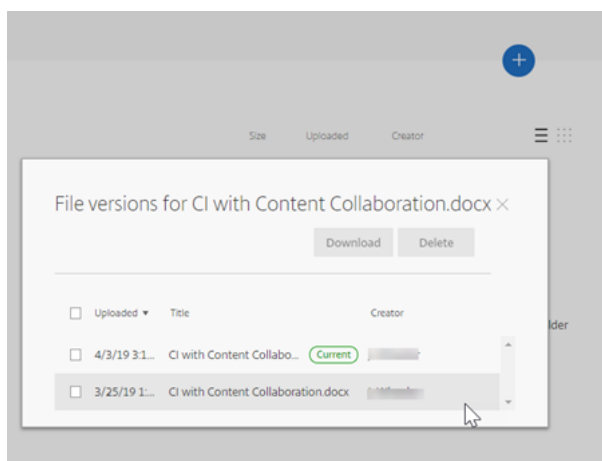 Size Uploaded Creator
File versions for CI with Content Collaboration.docx
Download Delete
Uploaded Title Creator
lder
4/3/19 3:1... CI with Content Collabo... Current
3/25/19 1:... CI with Content Collaboration.docx